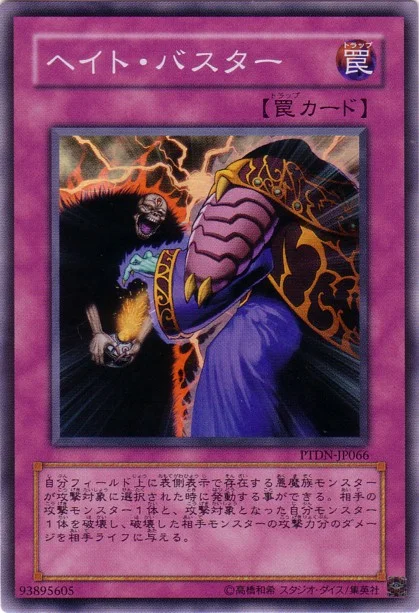 ヘイト・バスター
トラップ
罠
トラップ
【罠カード】
PTDN-JP066
自分フィールド上に表側表示で存在する悪魔族モンスター
が攻撃対象に選択された時に発動する事ができる。相手の
攻撃モンスター１体と、攻撃対象となった自分モンスター
１体を破壊し、破壊した相手モンスターの攻撃力分のダメー
ジを相手ライフに与える。
93895605
©高橋和希 スタジオ・ダイス/集英社